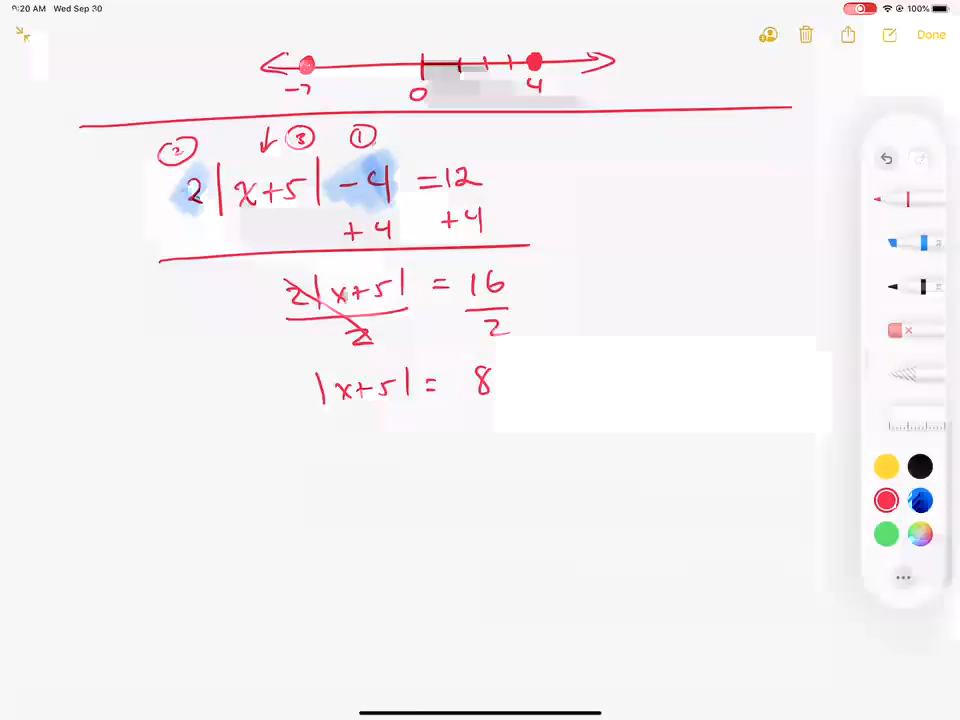 9:20 AM Wed Sep 30
100%
Done
-7 0 4
② ↓ ③ ①
2|x+5| -4 =12
+4 +4
2|x+5| = 16
2 2
|x+5| = 8